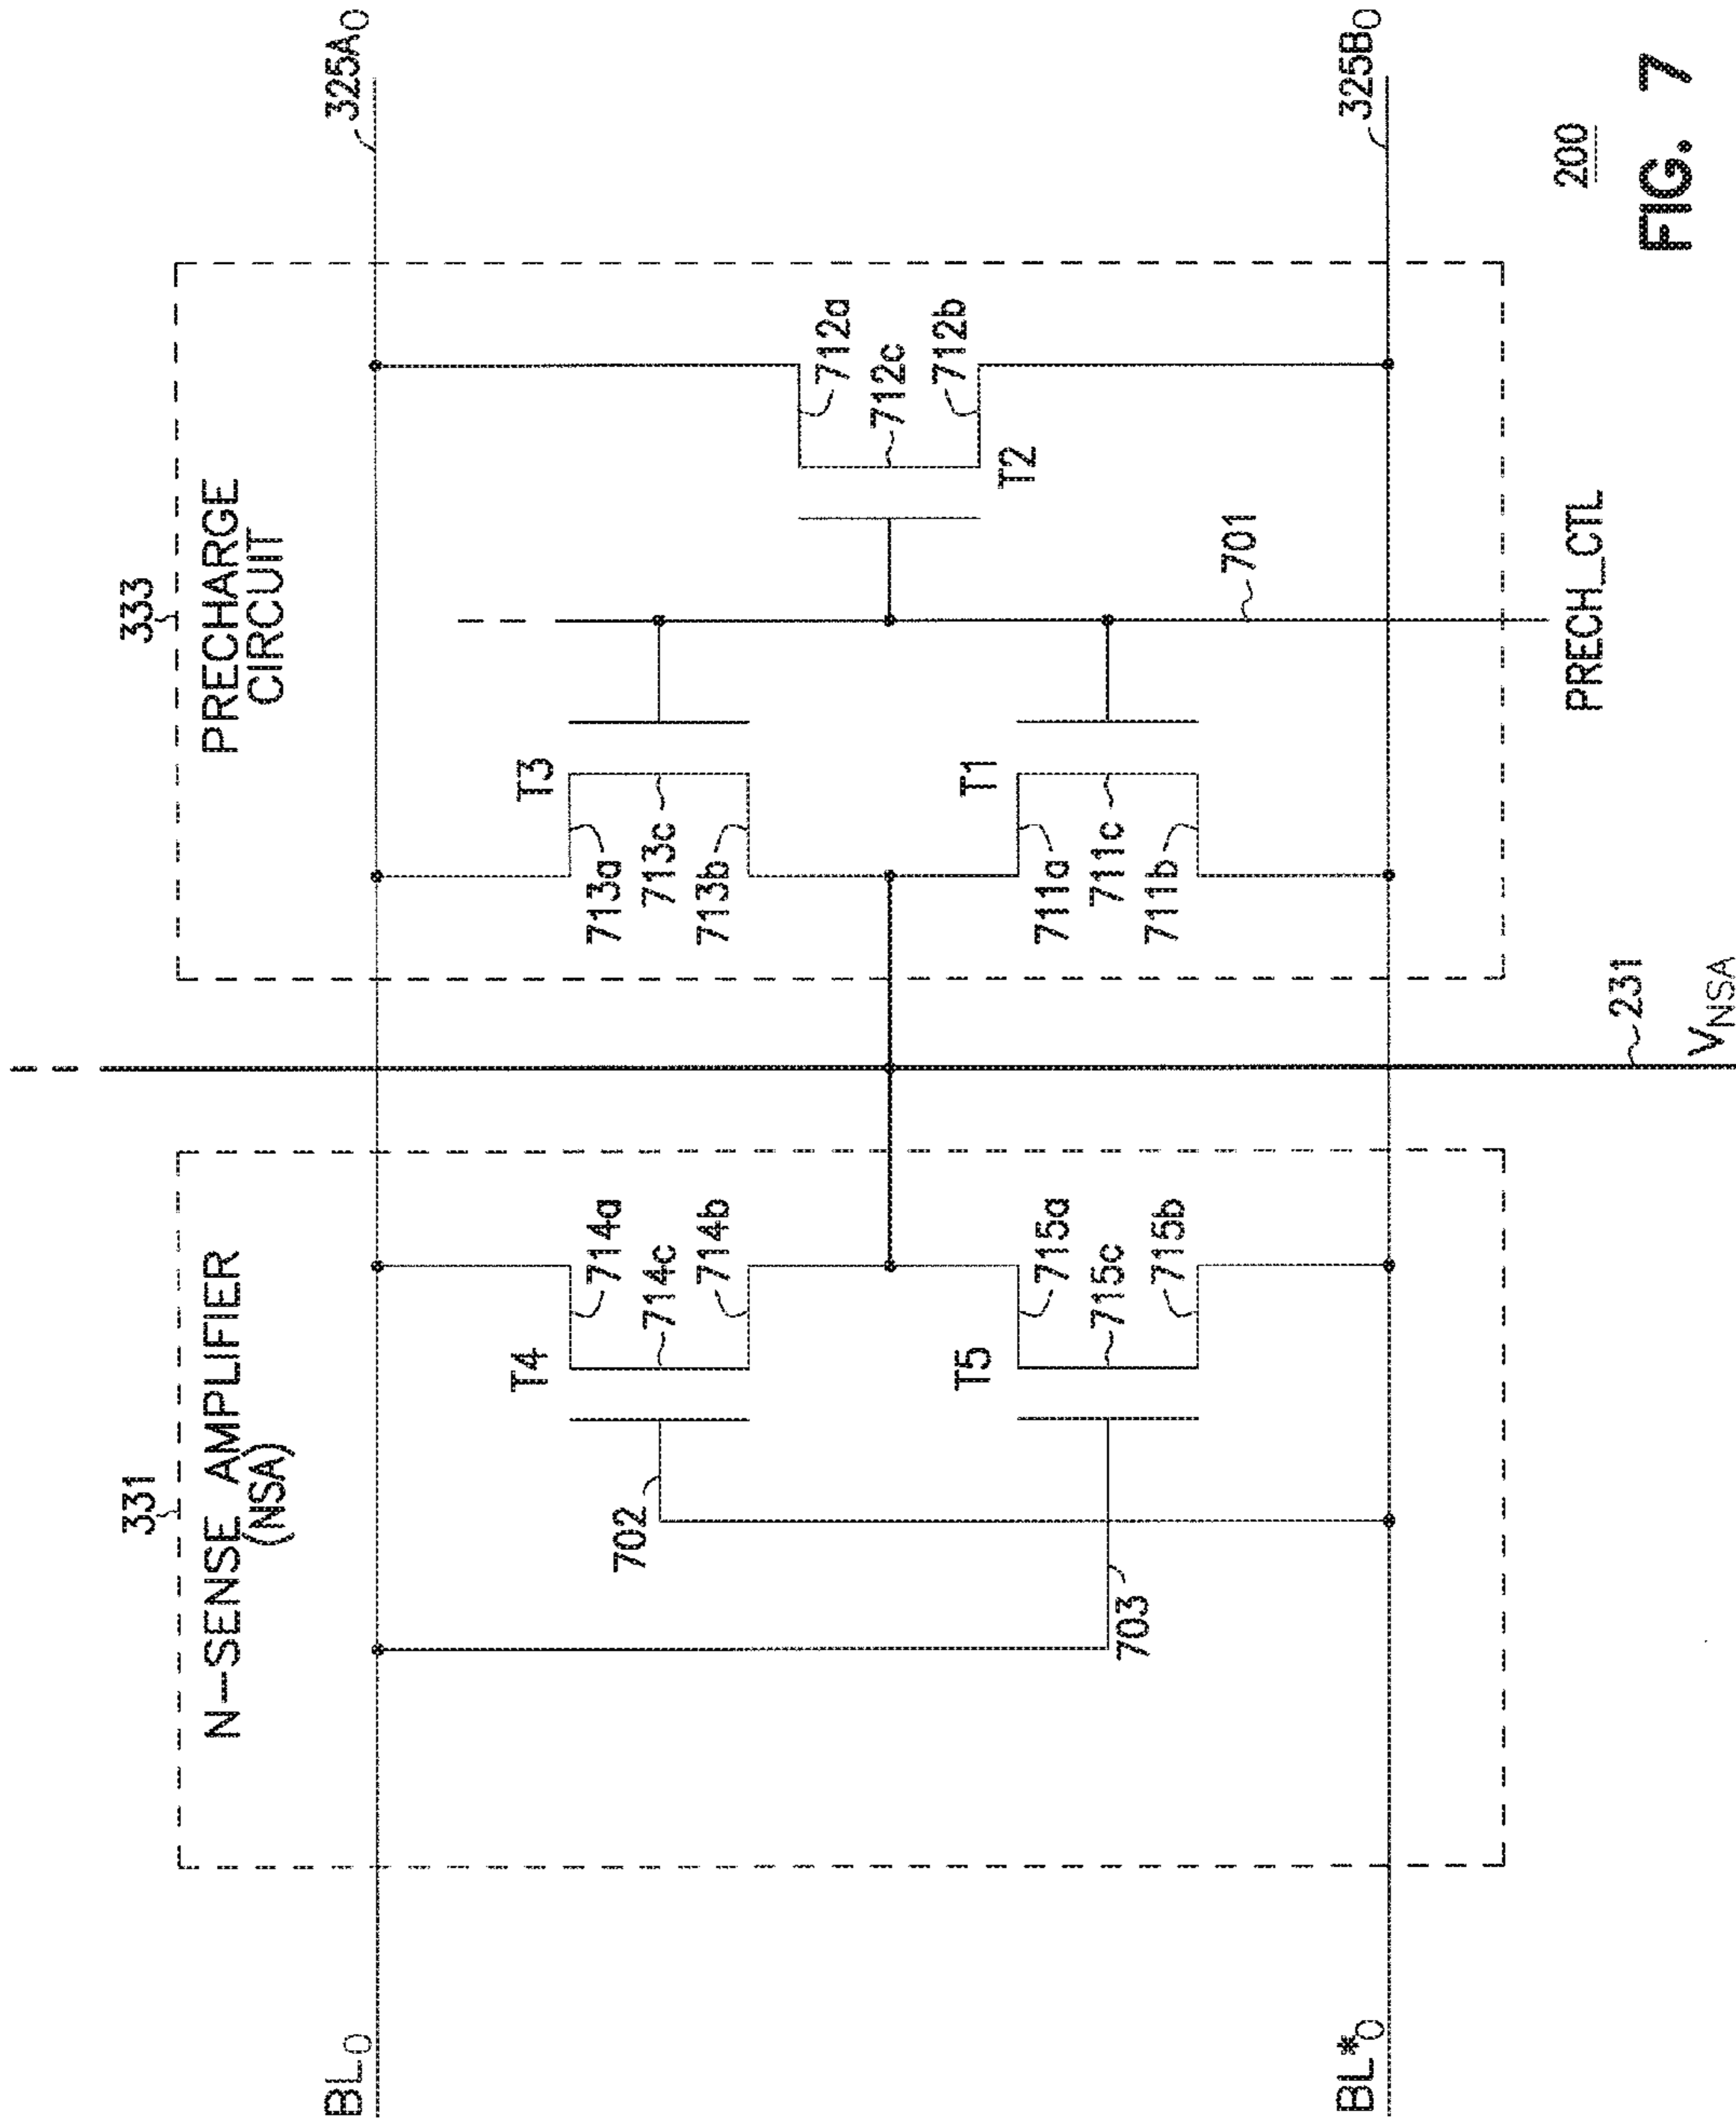 331
N-SENSE AMPLIFIER
(NSA)
333
PRECHARGE
CIRCUIT
BL0
325A0
T4
714a
714c
714b
702
T3
713a
713c
713b
712a
712c
712b
T2
T5
715a
715c
715b
703
T1
711a
711c
711b
701
BL*0
325B0
231
VNSA
PRECH_CTL
200
FIG. 7